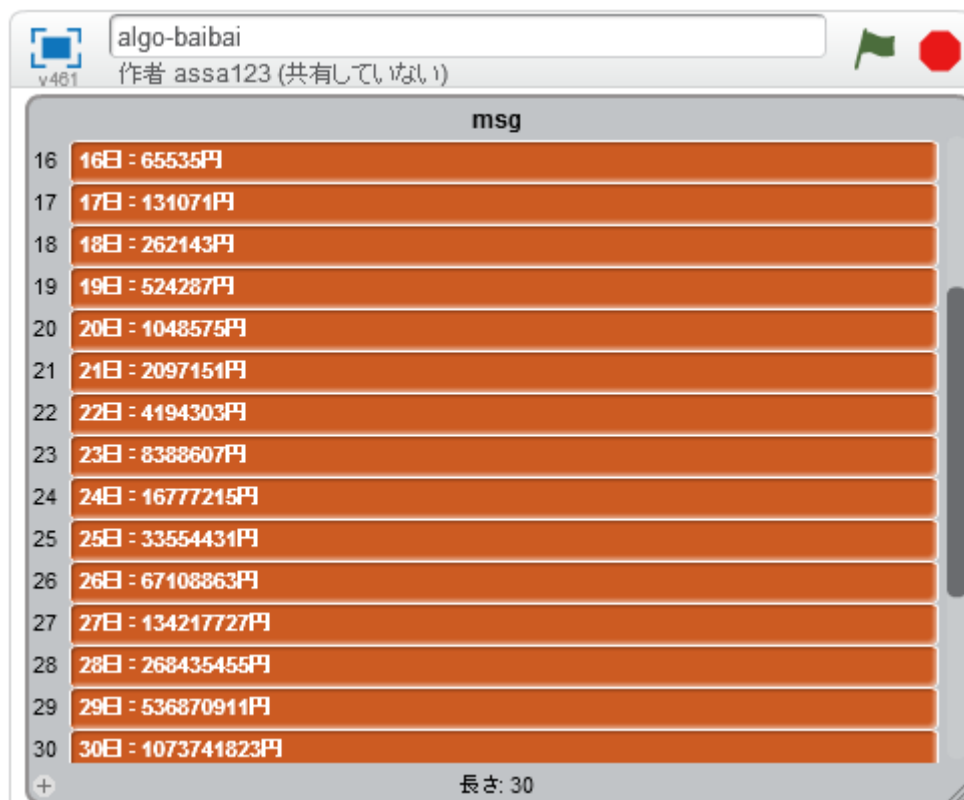 algo-baibai
v461
作者 assa123 (共有していない)
msg
16 16日：65535円
17 17日：131071円
18 18日：262143円
19 19日：524287円
20 20日：1048575円
21 21日：2097151円
22 22日：4194303円
23 23日：8388607円
24 24日：16777215円
25 25日：33554431円
26 26日：67108863円
27 27日：134217727円
28 28日：268435455円
29 29日：536870911円
30 30日：1073741823円
+ 長さ: 30